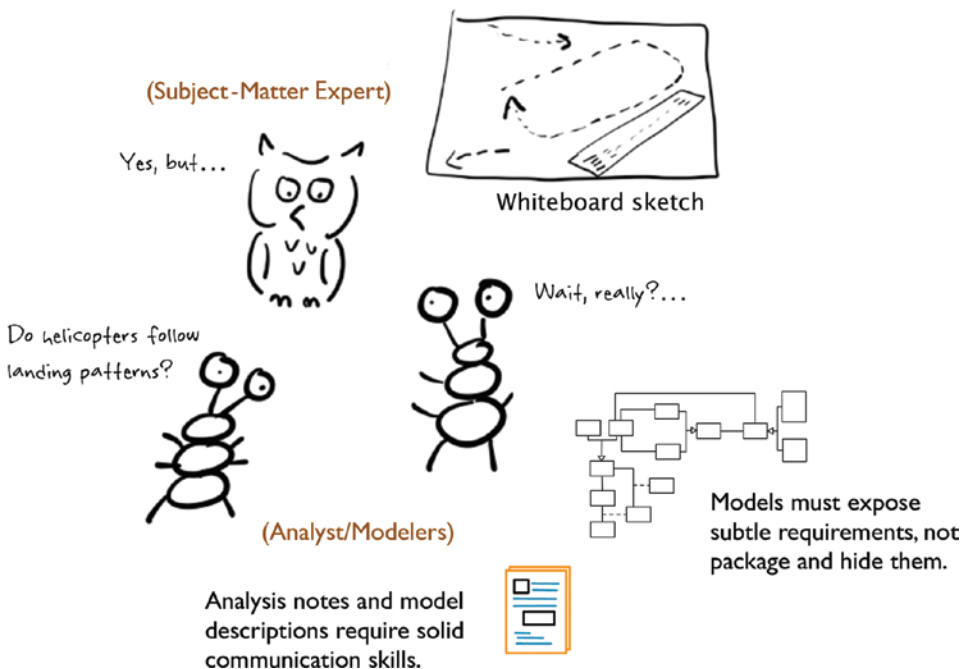 (Subject-Matter Expert)
Yes, but...
Whiteboard sketch
Wait, really?...
Do helicopters follow
landing patterns?
(Analyst/Modelers)
Models must expose
subtle requirements, not
package and hide them.
Analysis notes and model
descriptions require solid
communication skills.